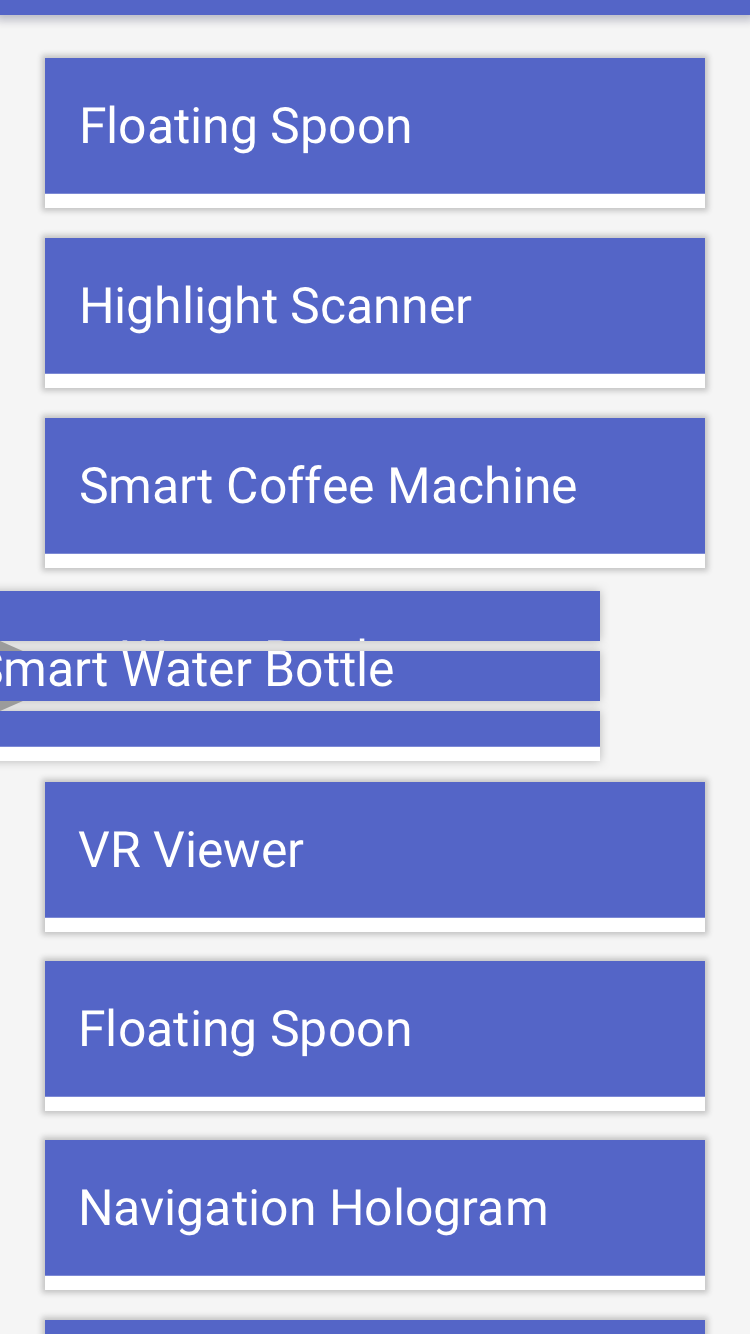 Floating Spoon
Highlight Scanner
Smart Coffee Machine
Smart Water Bottle
VR Viewer
Floating Spoon
Navigation Hologram